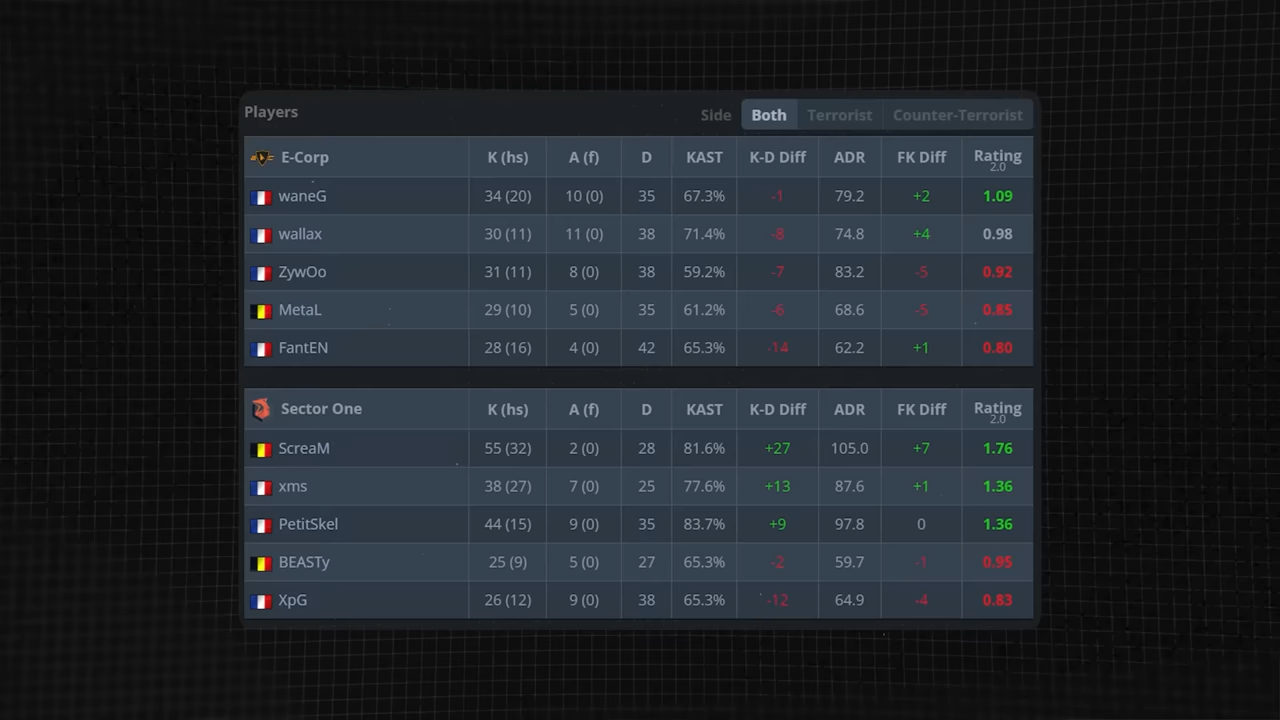 Players Side Both Terrorist Counter-Terrorist
E-Corp K (hs) A (f) D KAST K-D Diff ADR FK Diff Rating 2.0
waneG 34 (20) 10 (0) 35 67.3% -1 79.2 +2 1.09
wallax 30 (11) 11 (0) 38 71.4% -8 74.8 +4 0.98
ZywOo 31 (11) 8 (0) 38 59.2% -7 83.2 -5 0.92
MetaL 29 (10) 5 (0) 35 61.2% -6 68.6 -5 0.85
FantEN 28 (16) 4 (0) 42 65.3% -14 62.2 +1 0.80
Sector One K (hs) A (f) D KAST K-D Diff ADR FK Diff Rating 2.0
ScreaM 55 (32) 2 (0) 28 81.6% +27 105.0 +7 1.76
xms 38 (27) 7 (0) 25 77.6% +13 87.6 +1 1.36
PetitSkel 44 (15) 9 (0) 35 83.7% +9 97.8 0 1.36
BEASTy 25 (9) 5 (0) 27 65.3% -2 59.7 -1 0.95
XpG 26 (12) 9 (0) 38 65.3% -12 64.9 -4 0.83